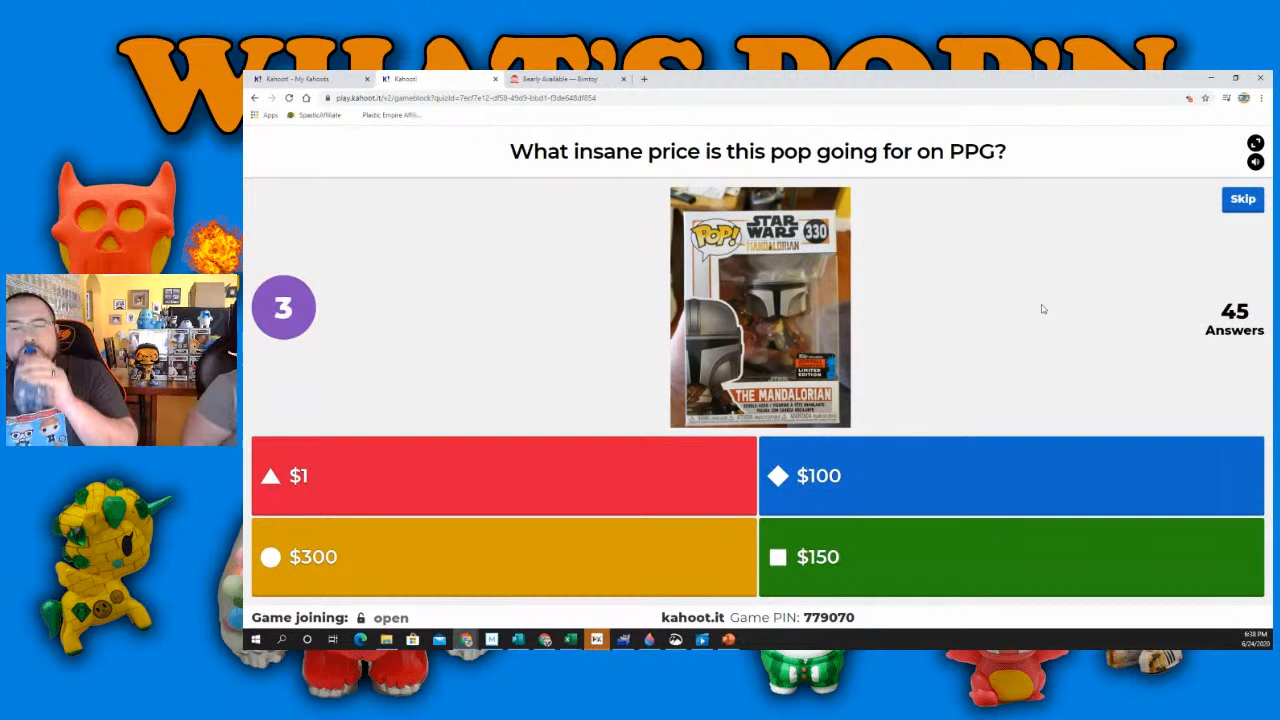 WHAT'S POP'N
Kahoot! - My Kahoots
Kahoot!
Bearly Available — Bimtoy
play.kahoot.it/v2/gameblock?quizId=7ecf7e12-df58-49d9-bbd1-f3de648df854
Apps
SpasticAffiliate
Plastic Empire Affili...
What insane price is this pop going for on PPG?
Skip
POP!
STAR WARS
330
MANDALORIAN
3
45
Answers
LIMITED EDITION
THE MANDALORIAN
$1
$100
$300
$150
Game joining: open
kahoot.it Game PIN: 779070
6:38 PM
6/24/2020